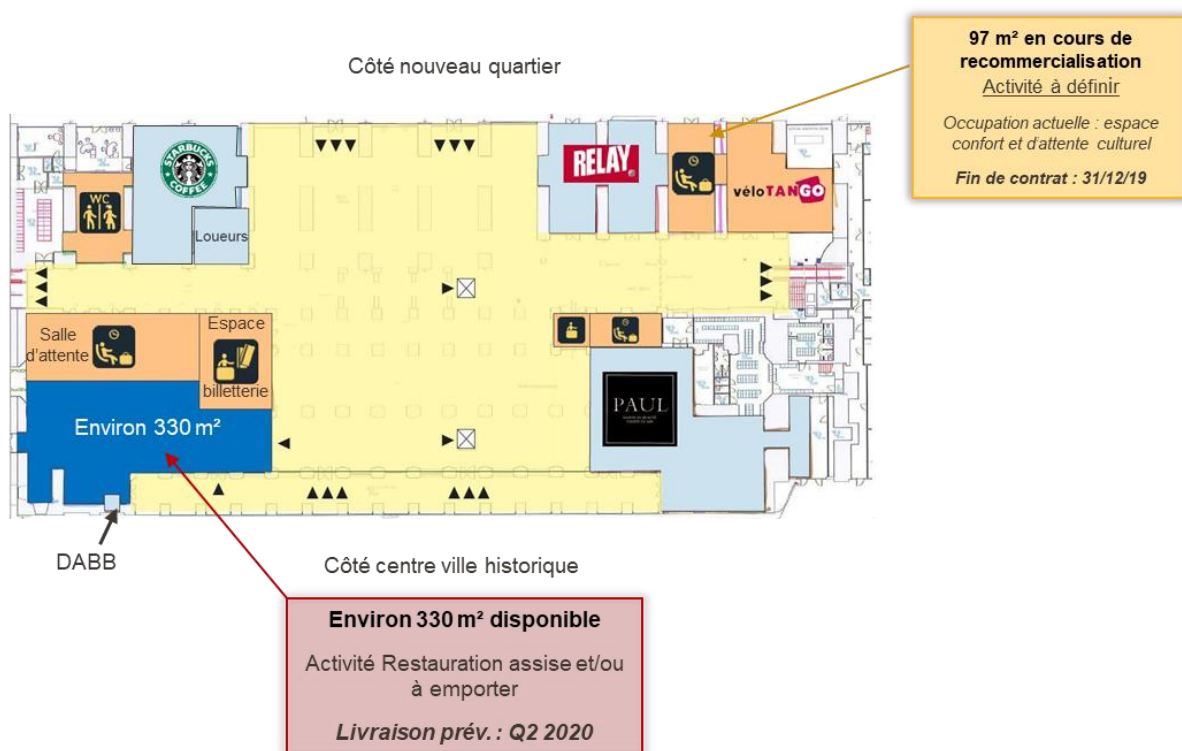 Côté nouveau quartier
97 m² en cours de
recommercialisation
Activité à définir
Occupation actuelle : espace
confort et d'attente culturel
Fin de contrat : 31/12/19
STARBUCKS
COFFEE
WC
Loueurs
RELAY
véloTANGO
Salle
d'attente
Espace
billetterie
Environ 330 m²
PAUL
DABB
Côté centre ville historique
Environ 330 m² disponible
Activité Restauration assise et/ou
à emporter
Livraison prév. : Q2 2020